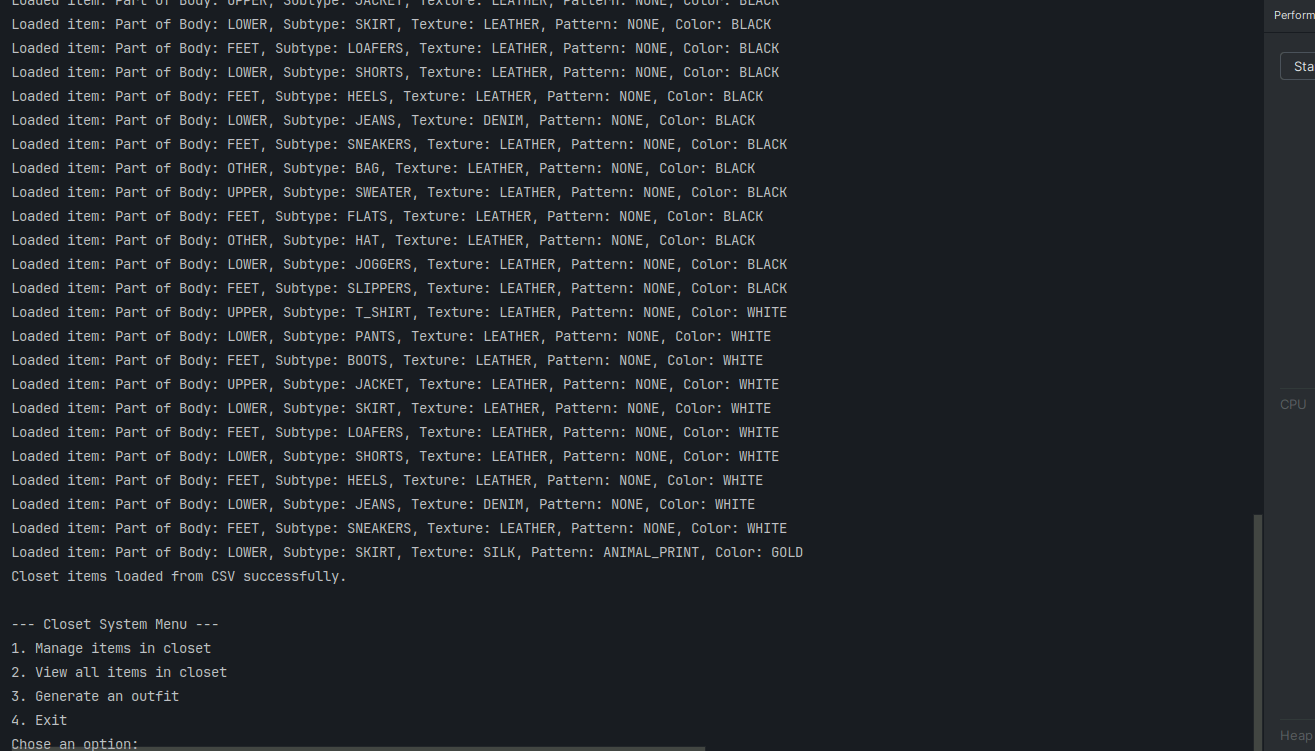 Loaded item: Part of Body: UPPER, Subtype: JACKET, Texture: LEATHER, Pattern: NONE, Color: BLACK
Loaded item: Part of Body: LOWER, Subtype: SKIRT, Texture: LEATHER, Pattern: NONE, Color: BLACK
Loaded item: Part of Body: FEET, Subtype: LOAFERS, Texture: LEATHER, Pattern: NONE, Color: BLACK
Loaded item: Part of Body: LOWER, Subtype: SHORTS, Texture: LEATHER, Pattern: NONE, Color: BLACK
Loaded item: Part of Body: FEET, Subtype: HEELS, Texture: LEATHER, Pattern: NONE, Color: BLACK
Loaded item: Part of Body: LOWER, Subtype: JEANS, Texture: DENIM, Pattern: NONE, Color: BLACK
Loaded item: Part of Body: FEET, Subtype: SNEAKERS, Texture: LEATHER, Pattern: NONE, Color: BLACK
Loaded item: Part of Body: OTHER, Subtype: BAG, Texture: LEATHER, Pattern: NONE, Color: BLACK
Loaded item: Part of Body: UPPER, Subtype: SWEATER, Texture: LEATHER, Pattern: NONE, Color: BLACK
Loaded item: Part of Body: FEET, Subtype: FLATS, Texture: LEATHER, Pattern: NONE, Color: BLACK
Loaded item: Part of Body: OTHER, Subtype: HAT, Texture: LEATHER, Pattern: NONE, Color: BLACK
Loaded item: Part of Body: LOWER, Subtype: JOGGERS, Texture: LEATHER, Pattern: NONE, Color: BLACK
Loaded item: Part of Body: FEET, Subtype: SLIPPERS, Texture: LEATHER, Pattern: NONE, Color: BLACK
Loaded item: Part of Body: UPPER, Subtype: T_SHIRT, Texture: LEATHER, Pattern: NONE, Color: WHITE
Loaded item: Part of Body: LOWER, Subtype: PANTS, Texture: LEATHER, Pattern: NONE, Color: WHITE
Loaded item: Part of Body: FEET, Subtype: BOOTS, Texture: LEATHER, Pattern: NONE, Color: WHITE
Loaded item: Part of Body: UPPER, Subtype: JACKET, Texture: LEATHER, Pattern: NONE, Color: WHITE
Loaded item: Part of Body: LOWER, Subtype: SKIRT, Texture: LEATHER, Pattern: NONE, Color: WHITE
Loaded item: Part of Body: FEET, Subtype: LOAFERS, Texture: LEATHER, Pattern: NONE, Color: WHITE
Loaded item: Part of Body: LOWER, Subtype: SHORTS, Texture: LEATHER, Pattern: NONE, Color: WHITE
Loaded item: Part of Body: FEET, Subtype: HEELS, Texture: LEATHER, Pattern: NONE, Color: WHITE
Loaded item: Part of Body: LOWER, Subtype: JEANS, Texture: DENIM, Pattern: NONE, Color: WHITE
Loaded item: Part of Body: FEET, Subtype: SNEAKERS, Texture: LEATHER, Pattern: NONE, Color: WHITE
Loaded item: Part of Body: LOWER, Subtype: SKIRT, Texture: SILK, Pattern: ANIMAL_PRINT, Color: GOLD
Closet items loaded from CSV successfully.
--- Closet System Menu ---
1. Manage items in closet
2. View all items in closet
3. Generate an outfit
4. Exit
Chose an option:
Perform
Sta
CPU
Heap